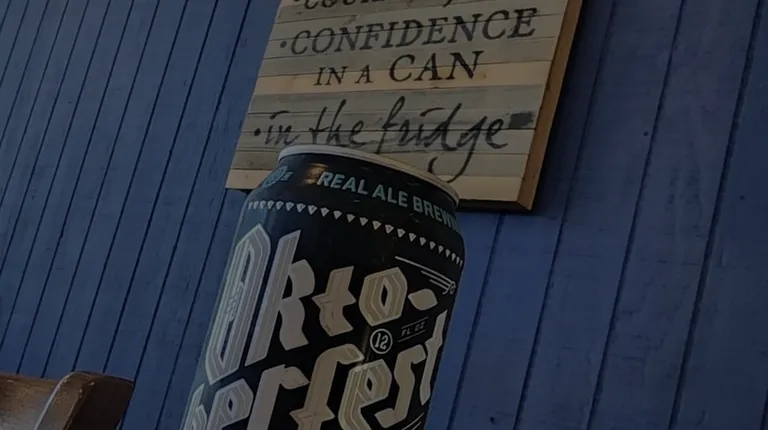 • CONFIDENCE
IN A CAN
• in the fridge
REAL ALE BREW
Okto-
berfest
12
FL OZ